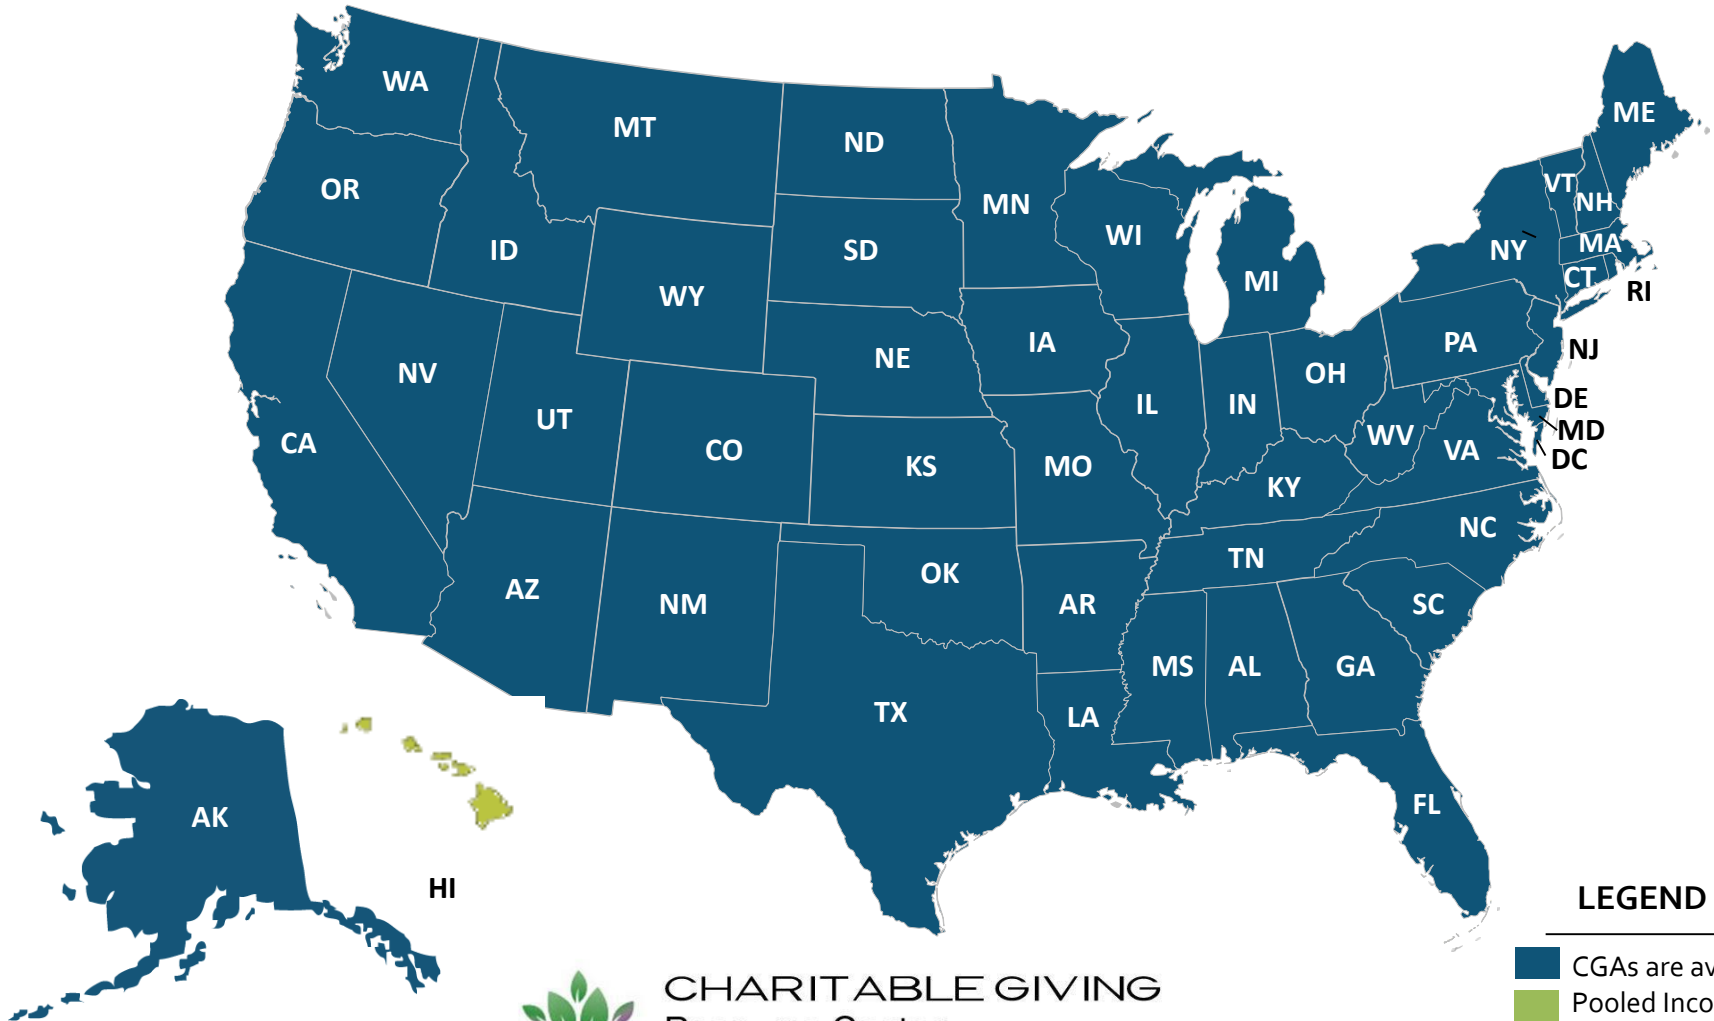 WA
MT
ND
MN
ME
OR
ID
SD
WI
MI
VT
NH
NY
MA
CT
RI
WY
NE
IA
PA
NJ
NV
UT
CO
KS
MO
IL
IN
OH
DE
MD
DC
WV
VA
KY
CA
AZ
NM
OK
AR
TN
NC
SC
MS
AL
GA
TX
LA
FL
AK
HI
LEGEND
CGAs are av
Pooled Inco
CHARITABLE GIVING